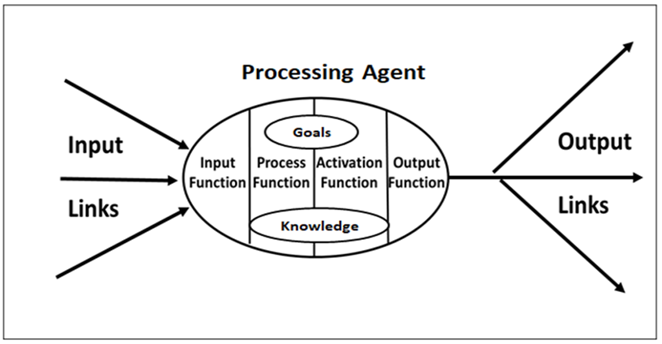 Processing Agent
Input
Links
Goals
Input
Function
Process
Function
Activation
Function
Output
Function
Knowledge
Output
Links